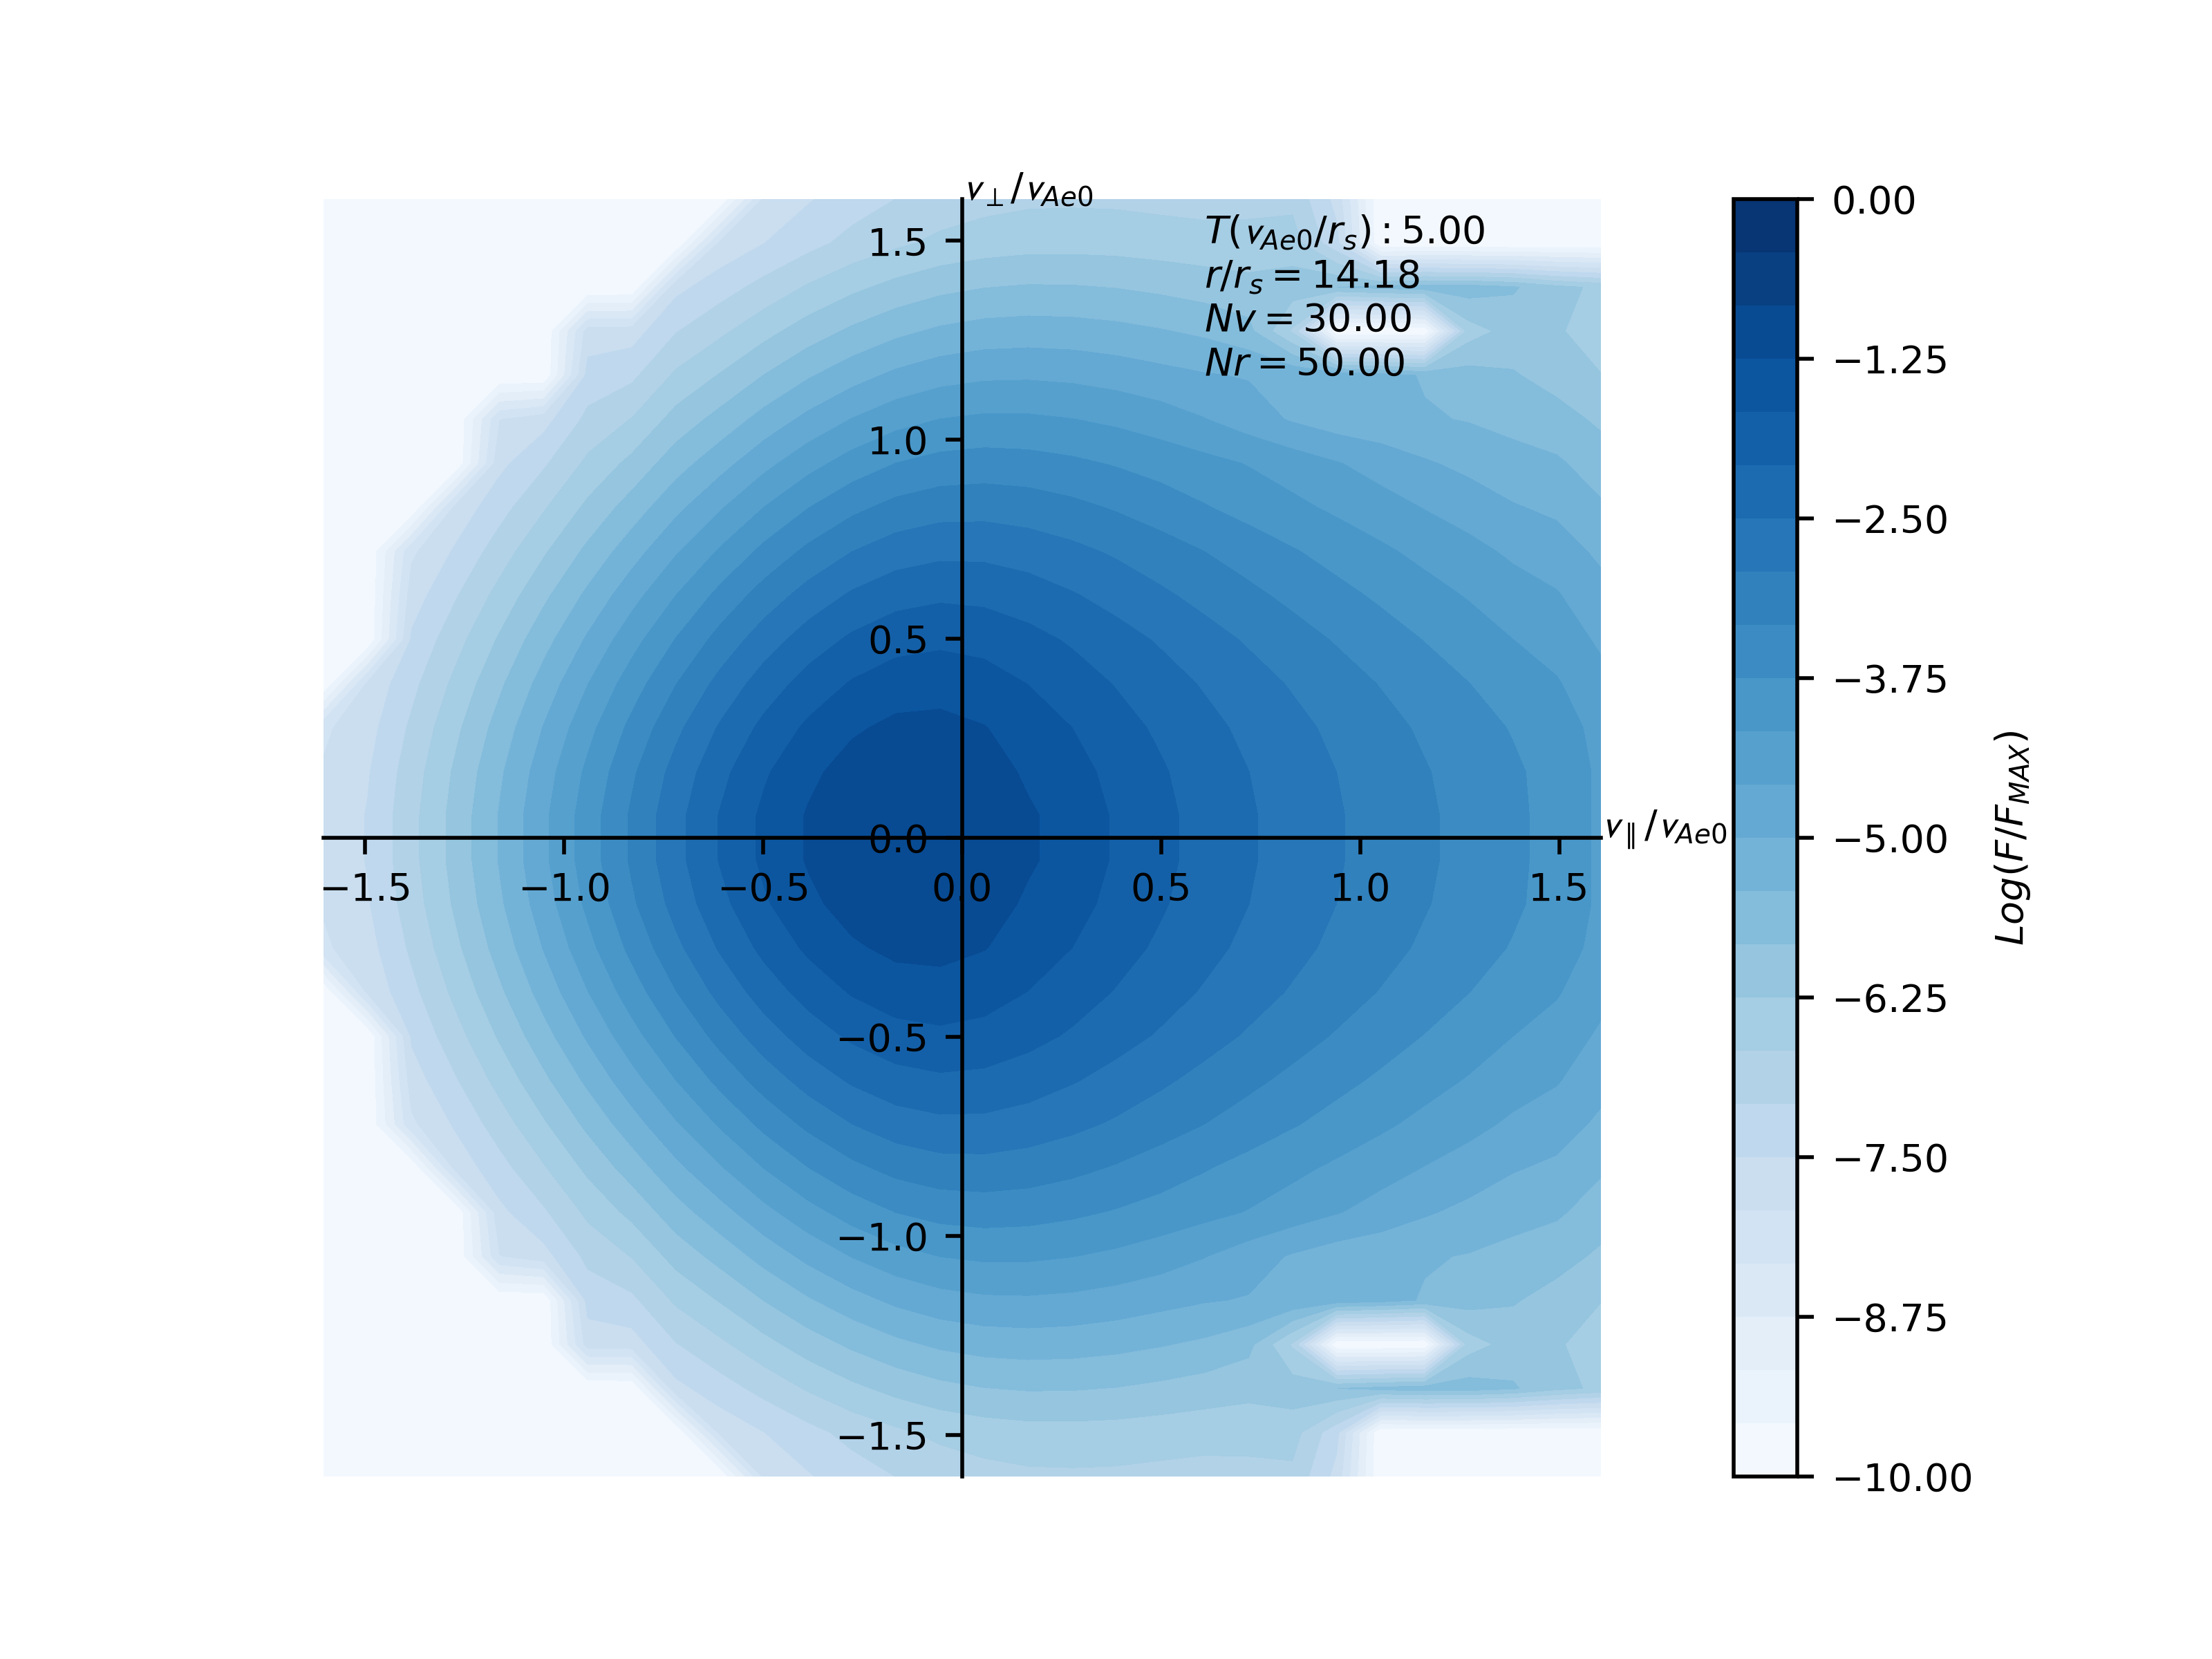 v⊥/vAe0
T(vAe0/rs) : 5.00
r/rs = 14.18
Nv = 30.00
Nr = 50.00
1.5
1.0
0.5
0.0
v∥/vAe0
−1.5 −1.0 −0.5 0.0 0.5 1.0 1.5
−0.5
−1.0
−1.5
0.00
−1.25
−2.50
−3.75
−5.00
−6.25
−7.50
−8.75
−10.00
Log(F/FMAX)